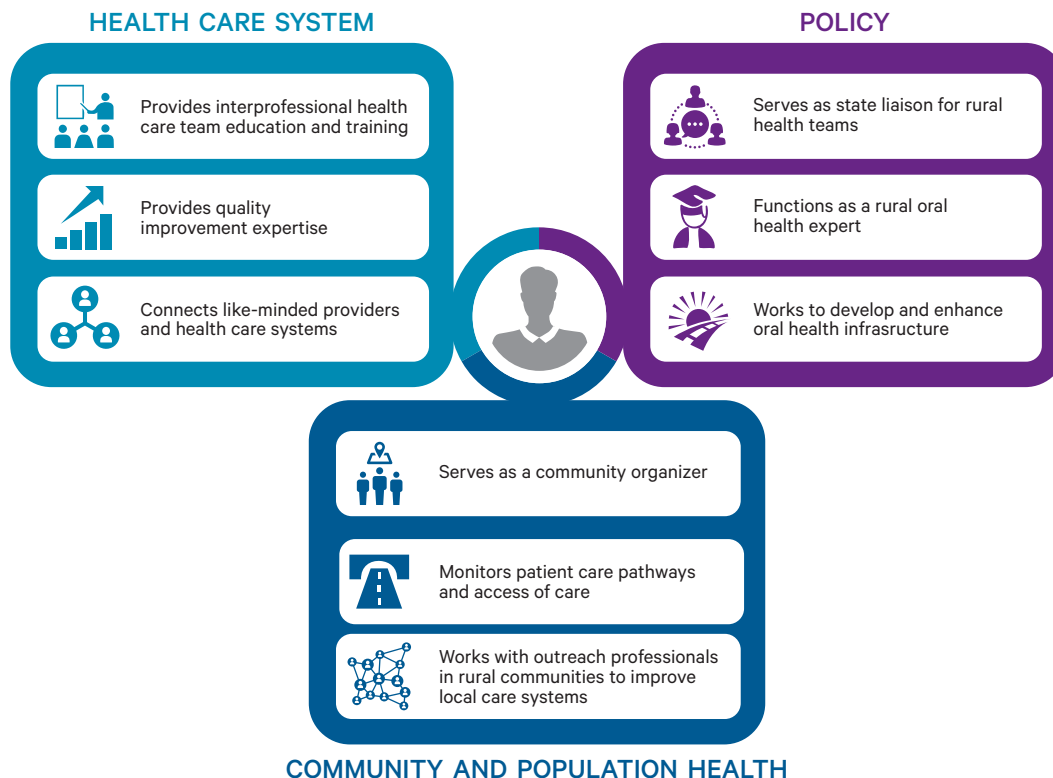 HEALTH CARE SYSTEM
Provides interprofessional health
care team education and training
Provides quality
improvement expertise
Connects like-minded providers
and health care systems
POLICY
Serves as state liaison for rural
health teams
Functions as a rural oral
health expert
Works to develop and enhance
oral health infrasructure
Serves as a community organizer
Monitors patient care pathways
and access of care
Works with outreach professionals
in rural communities to improve
local care systems
COMMUNITY AND POPULATION HEALTH